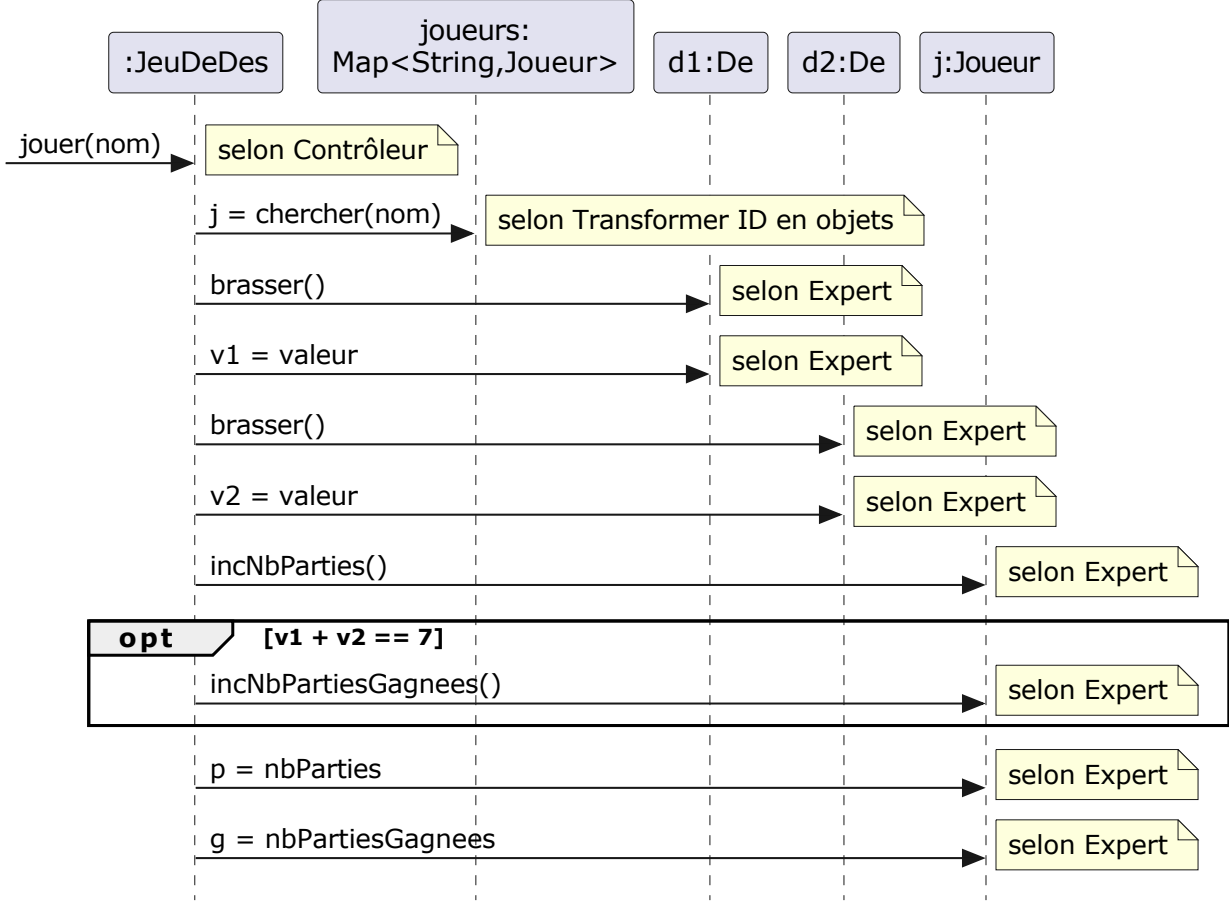 :JeuDeDes
joueurs:
Map<String,Joueur>
d1:De
d2:De
j:Joueur
jouer(nom)
selon Contrôleur
j = chercher(nom)
selon Transformer ID en objets
brasser()
selon Expert
v1 = valeur
selon Expert
brasser()
selon Expert
v2 = valeur
selon Expert
incNbParties()
selon Expert
opt
[v1 + v2 == 7]
incNbPartiesGagnees()
selon Expert
p = nbParties
selon Expert
g = nbPartiesGagnees
selon Expert